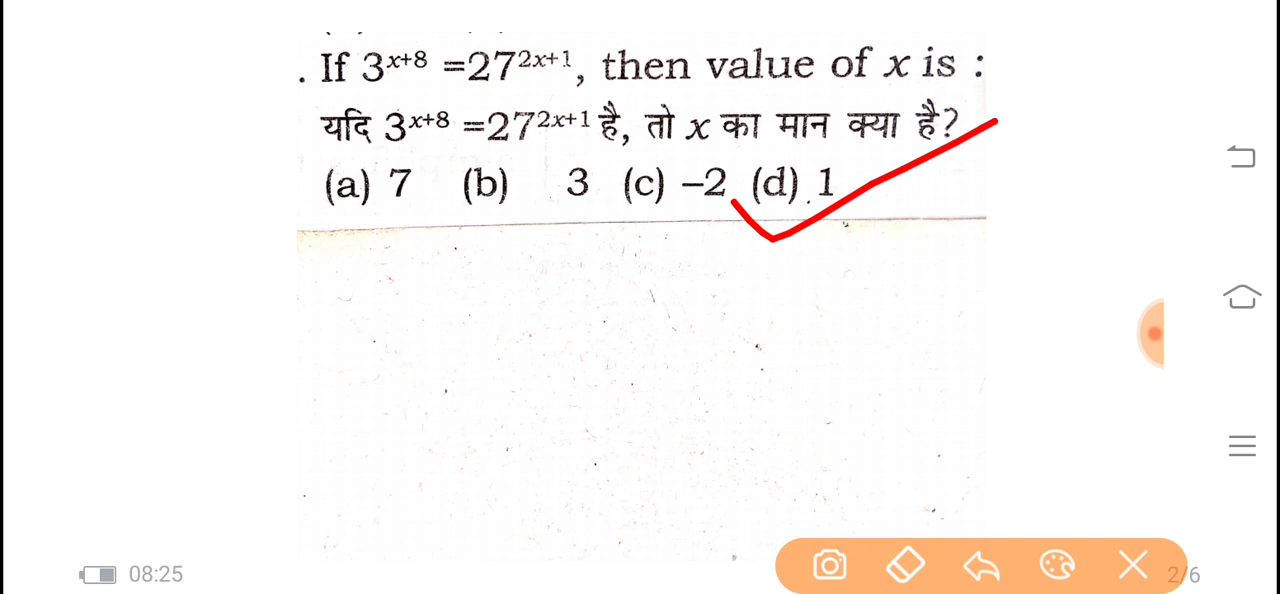 . If 3^{x+8} =27^{2x+1}, then value of x is :
यदि 3^{x+8} =27^{2x+1} है, तो x का मान क्या है?
(a) 7 (b) 3 (c) –2 (d) 1
08:25
2/6